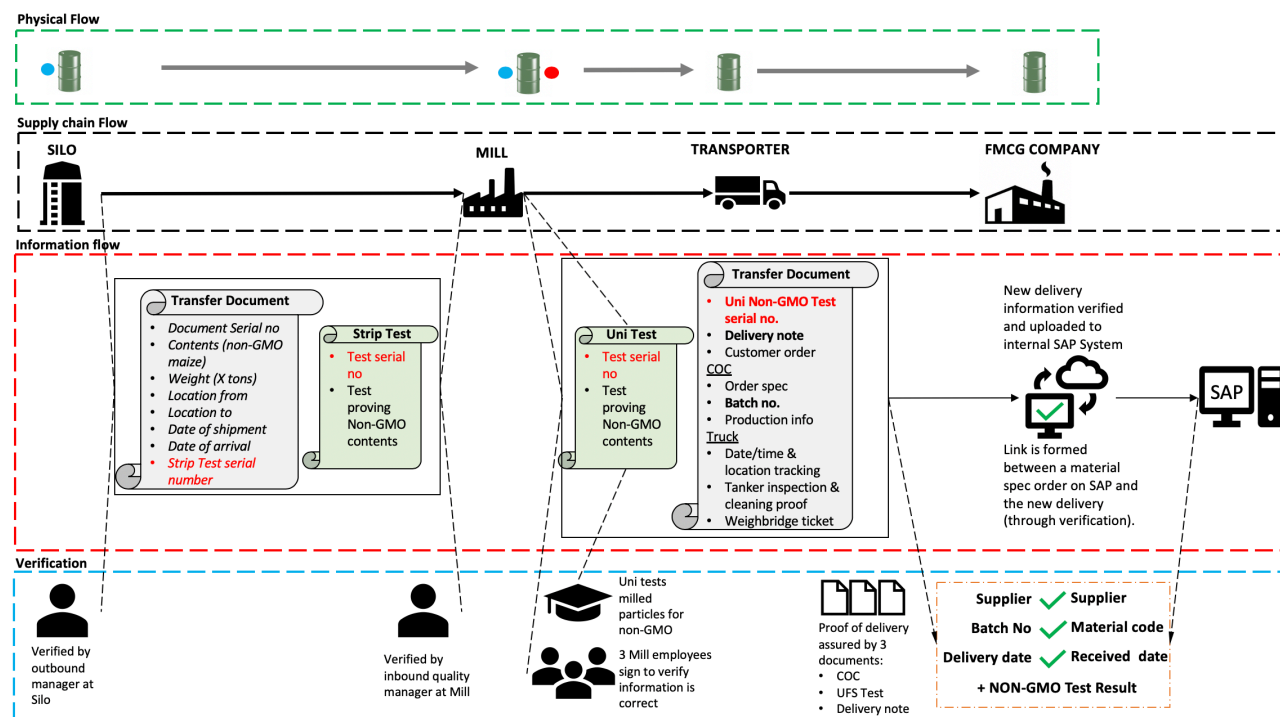 Physical Flow
Supply chain Flow
SILO
MILL
TRANSPORTER
FMCG COMPANY
Information flow
Transfer Document
• Document Serial no
• Contents (non-GMO
maize)
• Weight (X tons)
• Location from
• Location to
• Date of shipment
• Date of arrival
• Strip Test serial
number
Strip Test
• Test serial
no
• Test
proving
Non-GMO
contents
Uni Test
• Test serial
no
• Test
proving
Non-GMO
contents
Transfer Document
• Uni Non-GMO Test
serial no.
• Delivery note
• Customer order
COC
• Order spec
• Batch no.
• Production info
Truck
• Date/time &
location tracking
• Tanker inspection &
cleaning proof
• Weighbridge ticket
New delivery
information verified
and uploaded to
internal SAP System
Link is formed
between a material
spec order on SAP and
the new delivery
(through verification).
SAP
Verification
Verified by
outbound
manager at
Silo
Verified by
inbound quality
manager at Mill
Uni tests
milled
particles for
non-GMO
3 Mill employees
sign to verify
information is
correct
Proof of delivery
assured by 3
documents:
• COC
• UFS Test
• Delivery note
Supplier Supplier
Batch No Material code
Delivery date Received date
+ NON-GMO Test Result